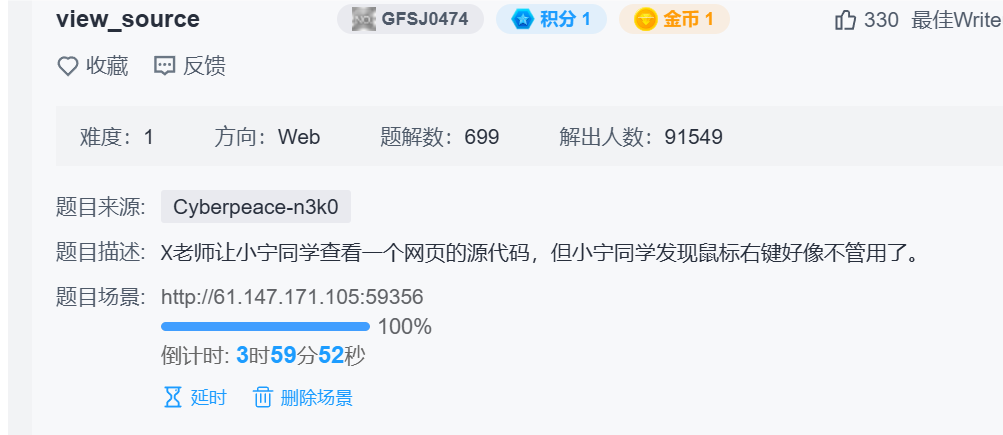 view_source GFSJ0474 积分 1 金币 1 330 最佳Write
收藏 反馈
难度：1 方向：Web 题解数：699 解出人数：91549
题目来源: Cyberpeace-n3k0
题目描述: X老师让小宁同学查看一个网页的源代码，但小宁同学发现鼠标右键好像不管用了。
题目场景: http://61.147.171.105:59356
100%
倒计时: 3时59分52秒
延时 删除场景